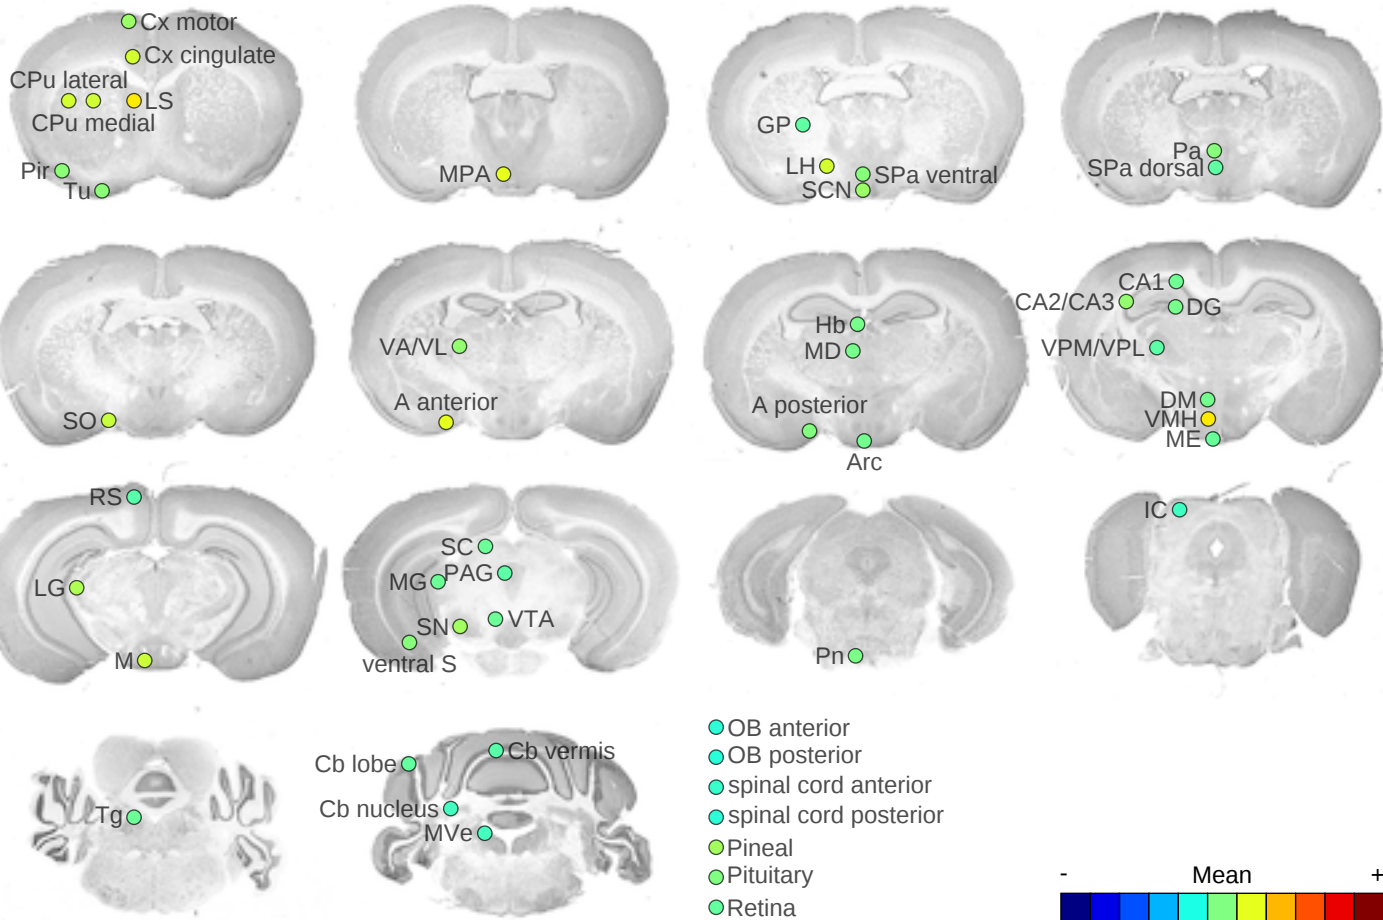 Cx motor
Cx cingulate
CPu lateral
LS
CPu medial
Pir
Tu
MPA
GP
LH
SPa ventral
SCN
Pa
SPa dorsal
SO
VA/VL
A anterior
Hb
MD
A posterior
Arc
CA1
CA2/CA3
DG
VPM/VPL
DM
VMH
ME
RS
LG
M
SC
MG
PAG
SN
VTA
ventral S
Pn
IC
Tg
Cb lobe
Cb vermis
Cb nucleus
MVe
OB anterior
OB posterior
spinal cord anterior
spinal cord posterior
Pineal
Pituitary
Retina
- Mean +